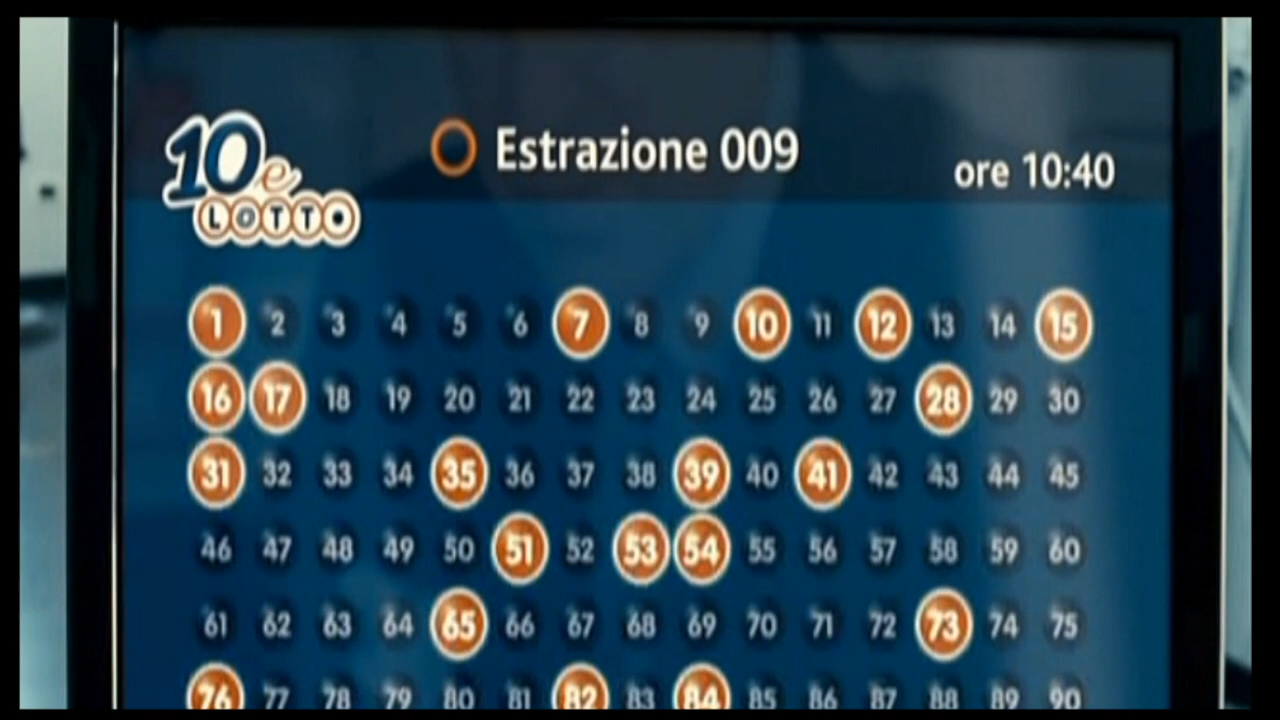 10 e
LOTTO
Estrazione 009
ore 10:40
1 2 3 4 5 6 7 8 9 10 11 12 13 14 15
16 17 18 19 20 21 22 23 24 25 26 27 28 29 30
31 32 33 34 35 36 37 38 39 40 41 42 43 44 45
46 47 48 49 50 51 52 53 54 55 56 57 58 59 60
61 62 63 64 65 66 67 68 69 70 71 72 73 74 75
76 77 78 79 80 81 82 83 84 85 86 87 88 89 90